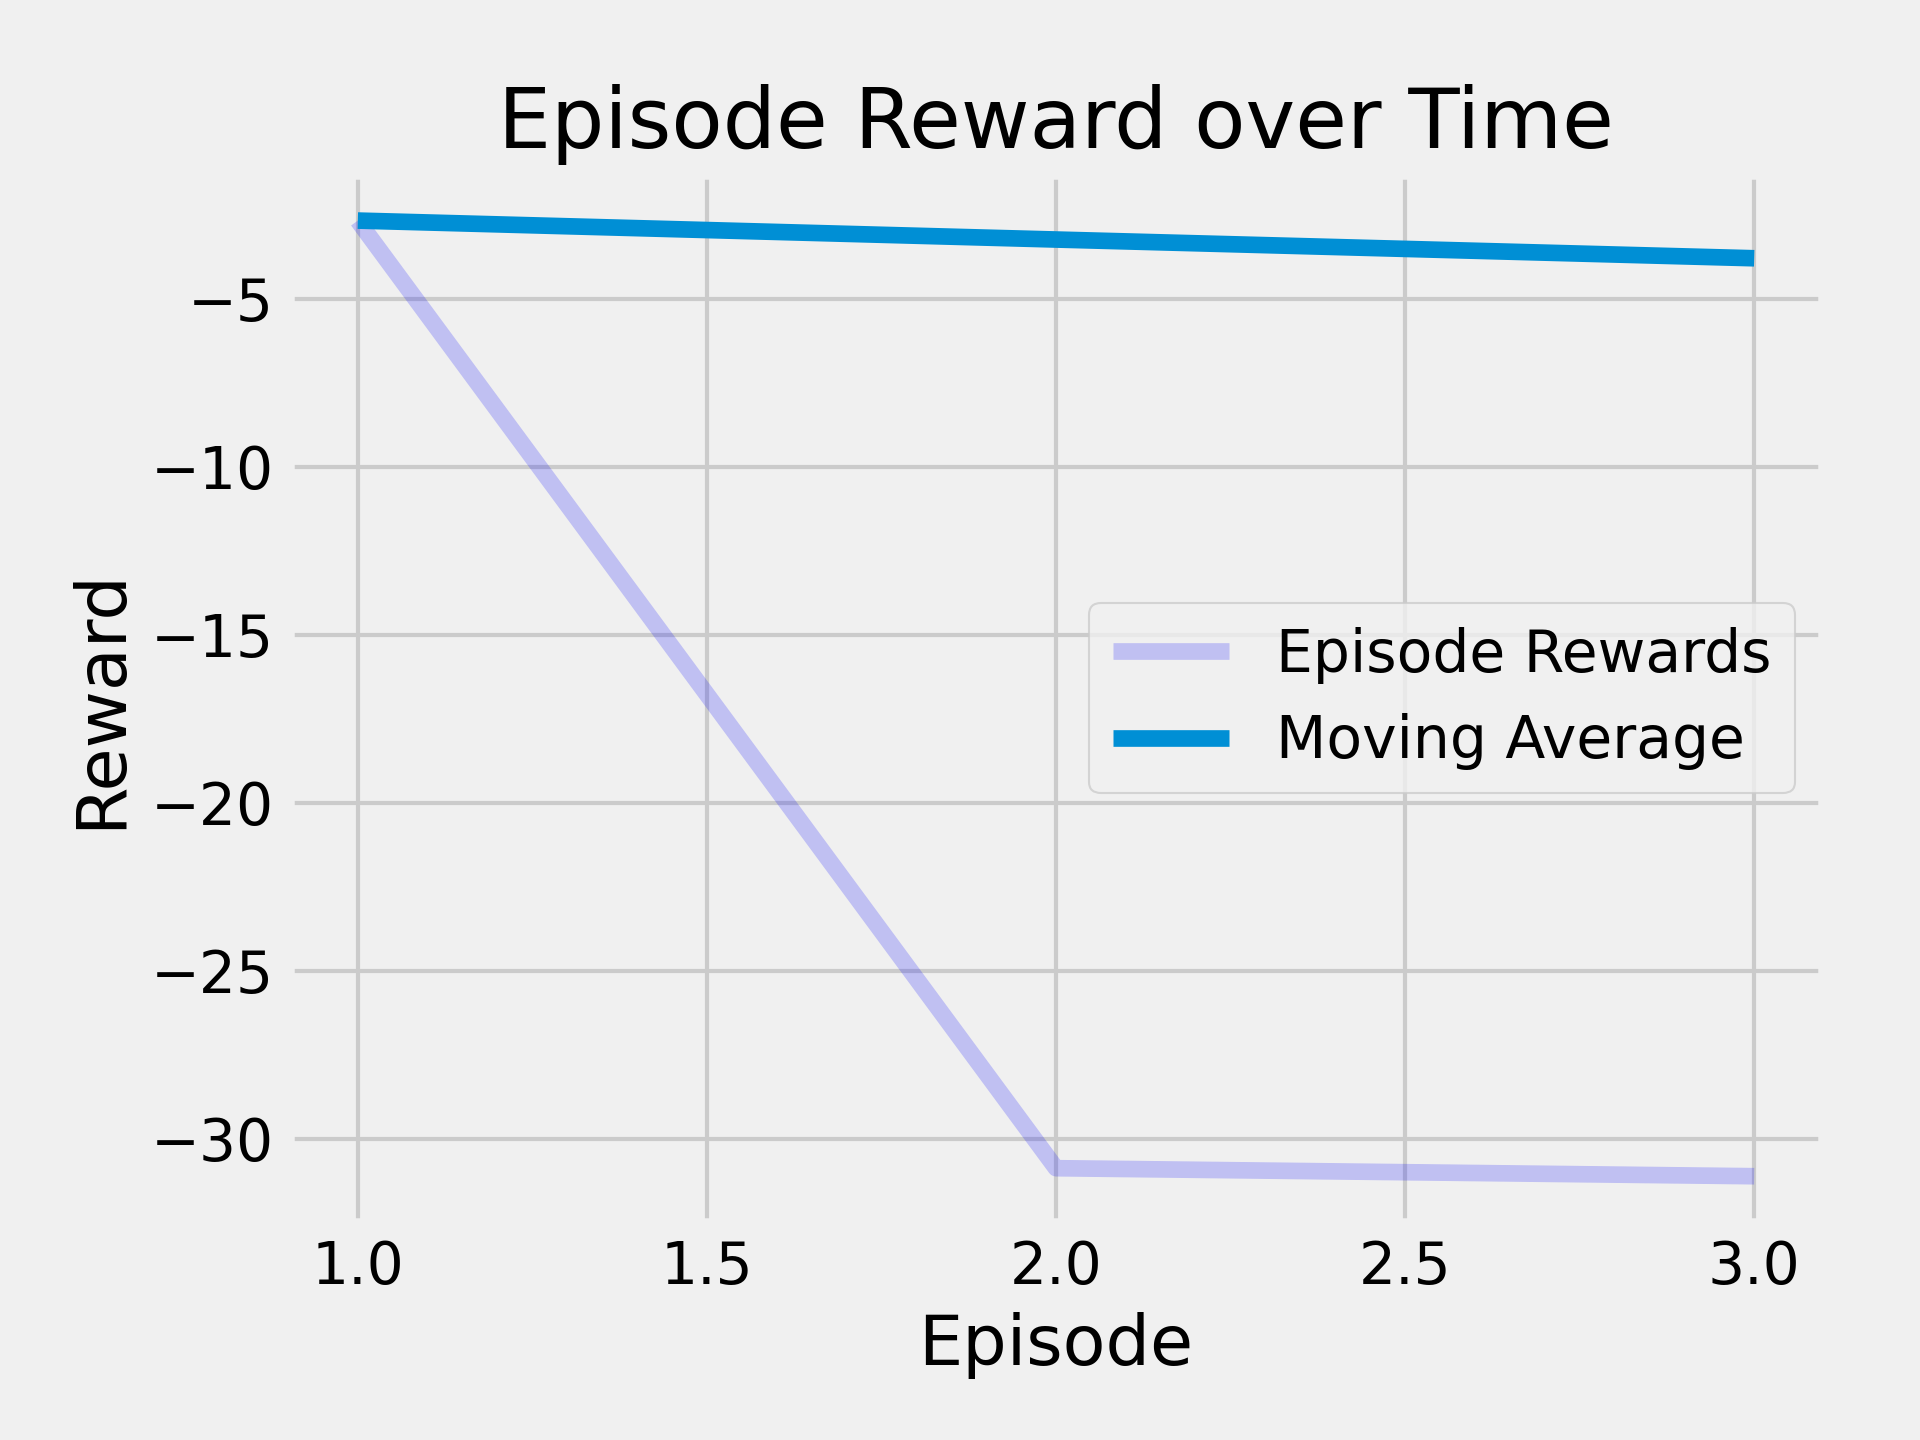 Episode Reward over Time
Reward
−5
−10
−15
−20
−25
−30
Episode Rewards
Moving Average
1.0 1.5 2.0 2.5 3.0
Episode